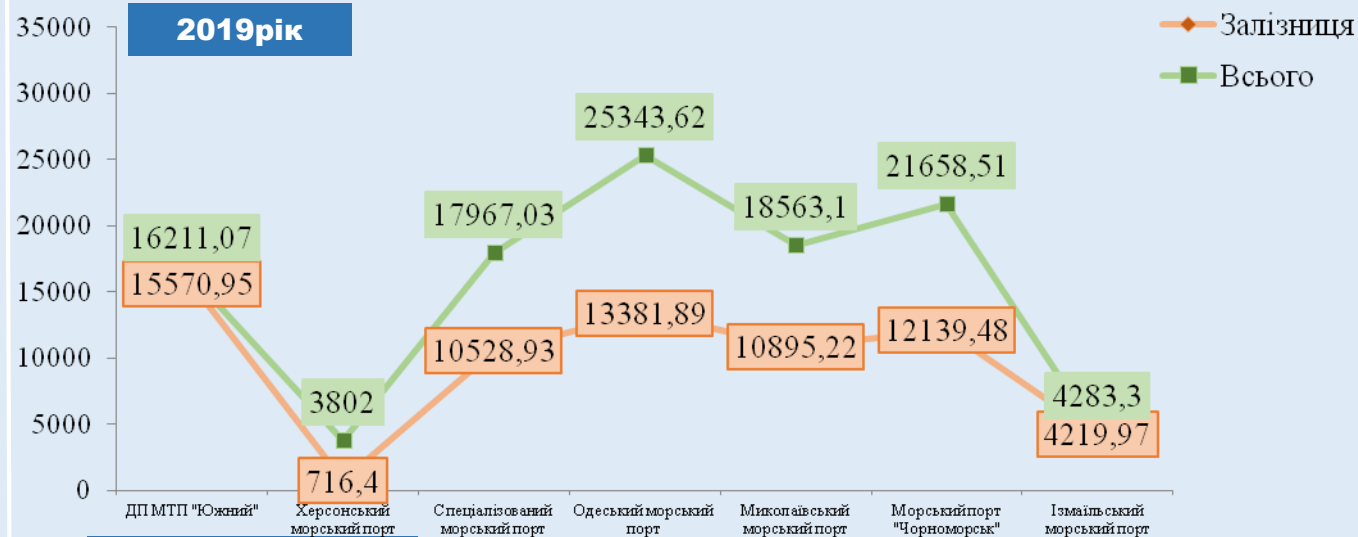 2019рік
Залізниця
Всього
35000
30000
25000
20000
15000
10000
5000
0
16211,07
15570,95
3802
716,4
17967,03
10528,93
25343,62
13381,89
18563,1
10895,22
21658,51
12139,48
4283,3
4219,97
ДП МТП "Южний"
Херсонський
морський порт
Спеціалізований
морський порт
Одеський морський
порт
Миколаївський
морський порт
Морський порт
"Чорноморськ"
Ізмаїльський
морський порт